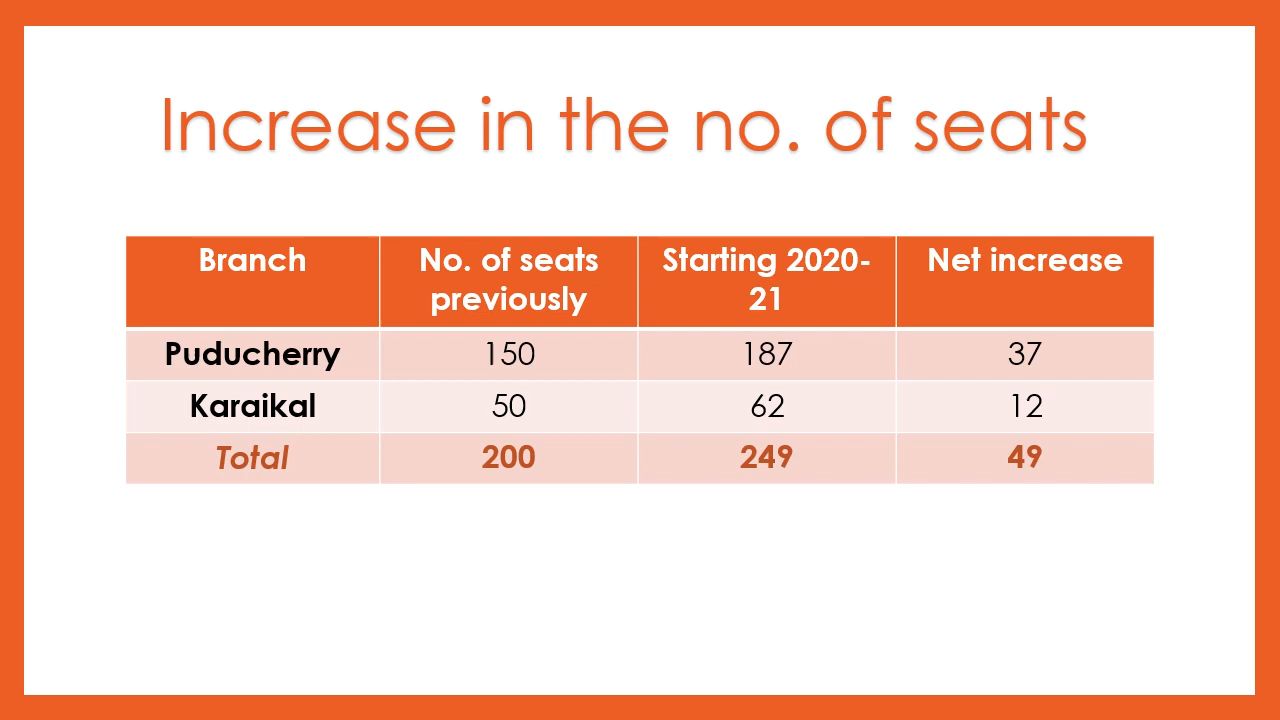 Increase in the no. of seats
Branch No. of seats previously Starting 2020-21 Net increase
Puducherry 150 187 37
Karaikal 50 62 12
Total 200 249 49